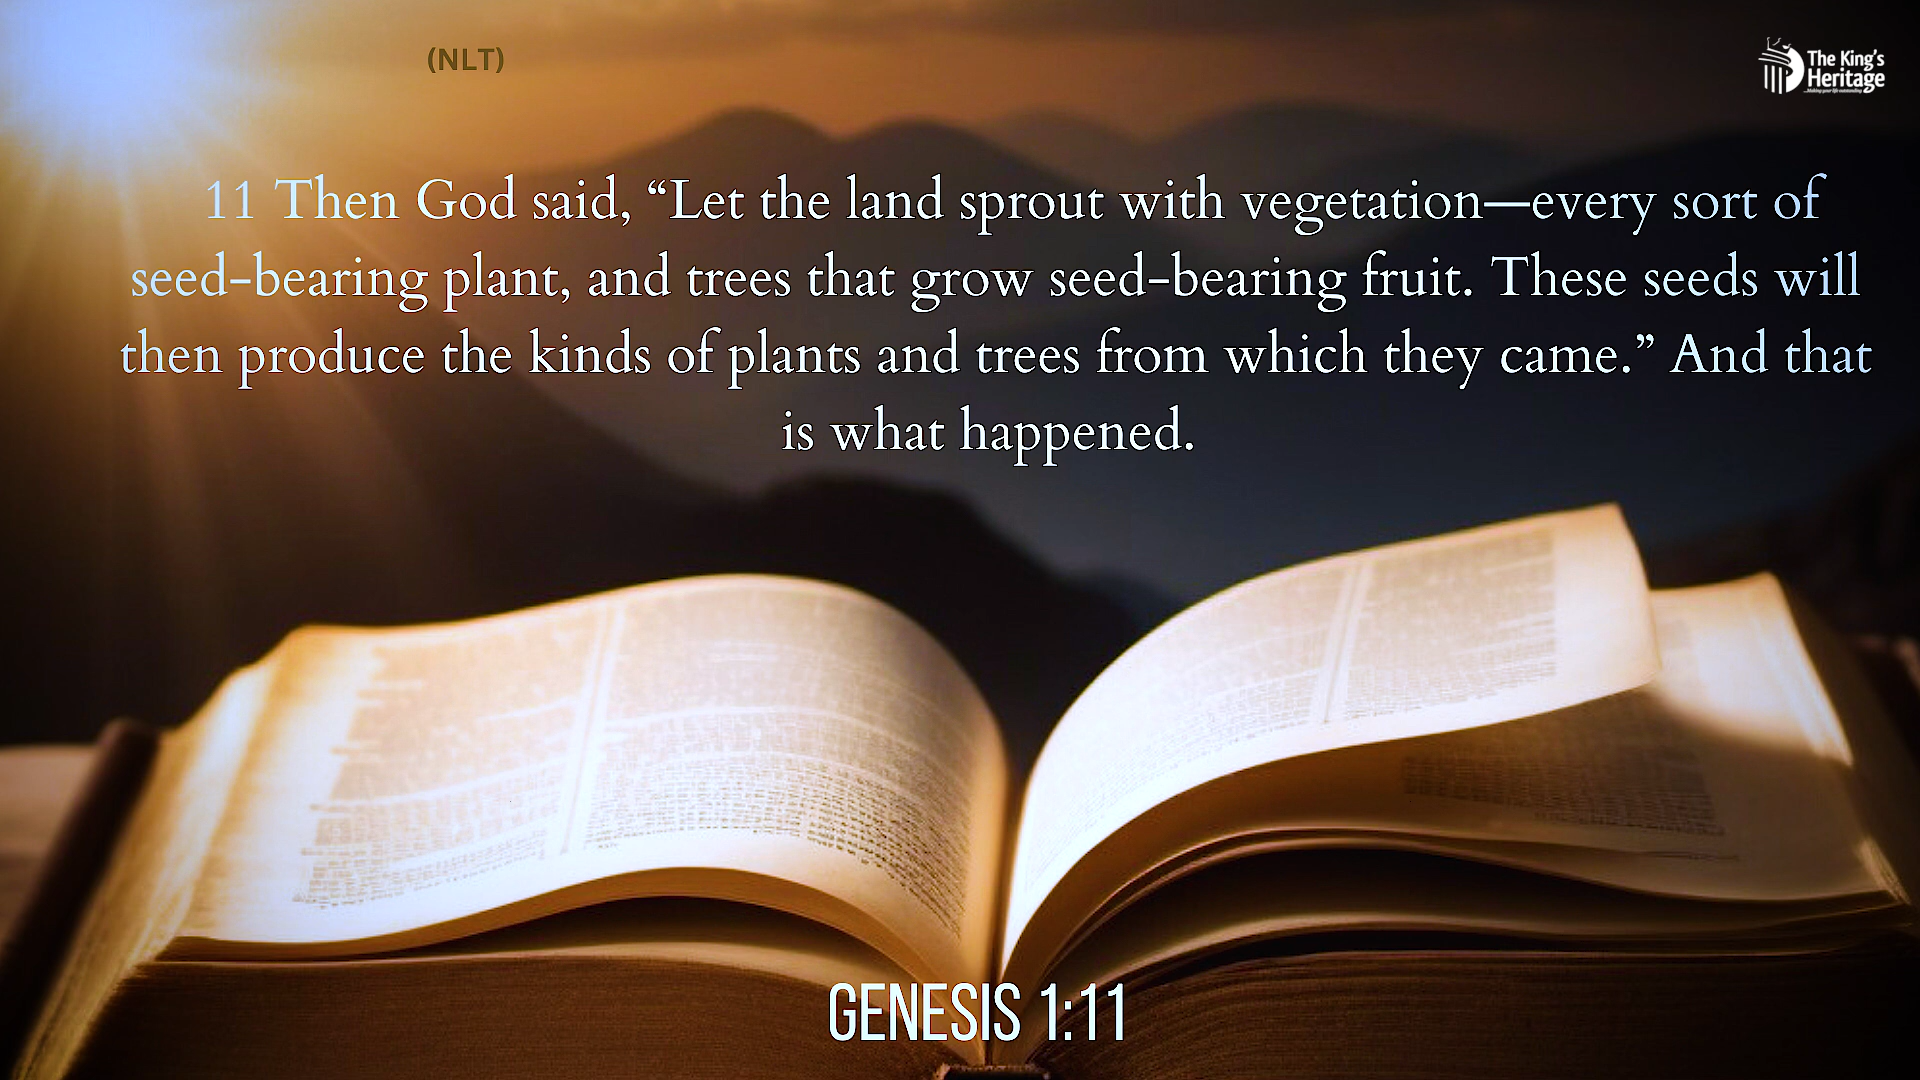 (NLT)
The King's
Heritage
11 Then God said, “Let the land sprout with vegetation—every sort of
seed-bearing plant, and trees that grow seed-bearing fruit. These seeds will
then produce the kinds of plants and trees from which they came.” And that
is what happened.
GENESIS 1:11